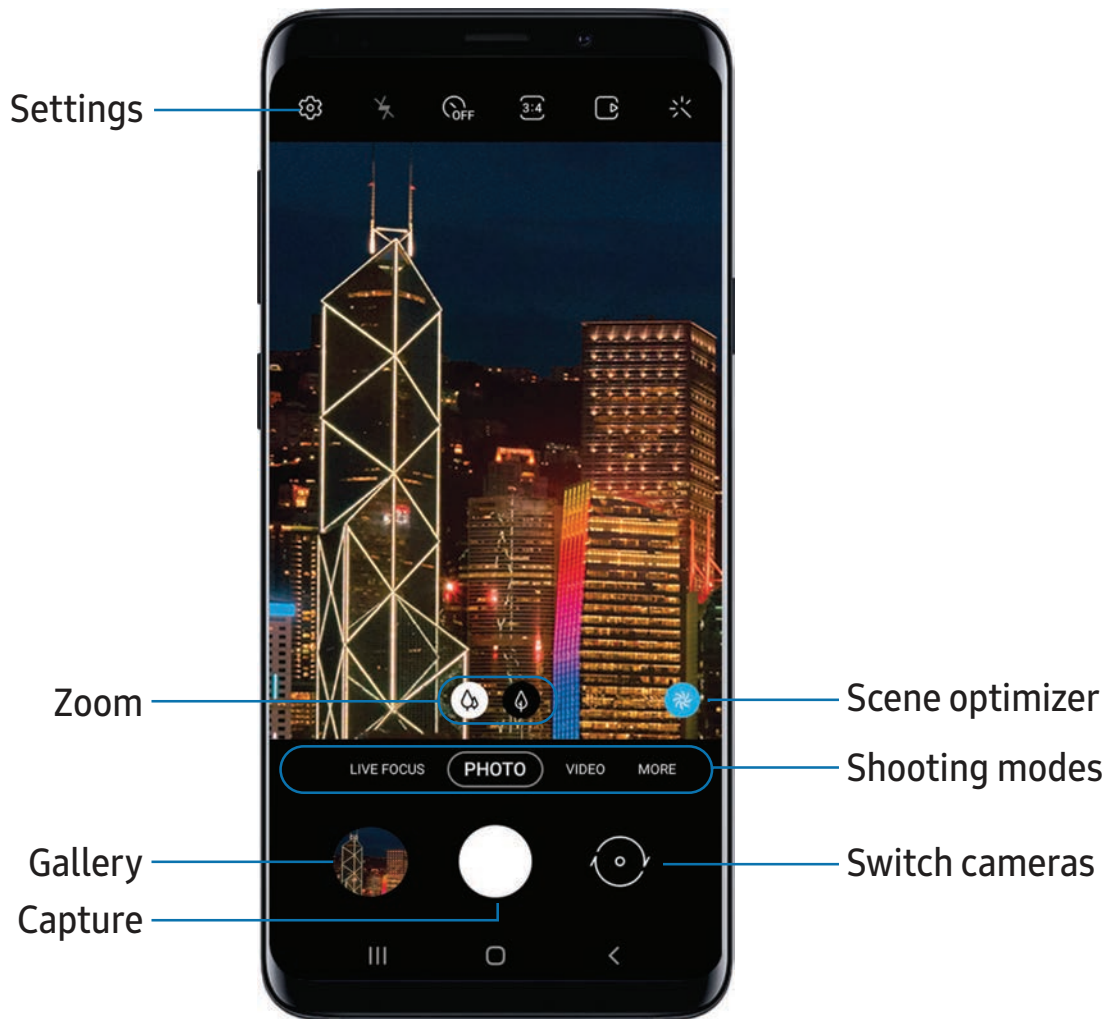 Settings
OFF
3:4
Zoom
Scene optimizer
LIVE FOCUS PHOTO VIDEO MORE
Shooting modes
Gallery
Switch cameras
Capture